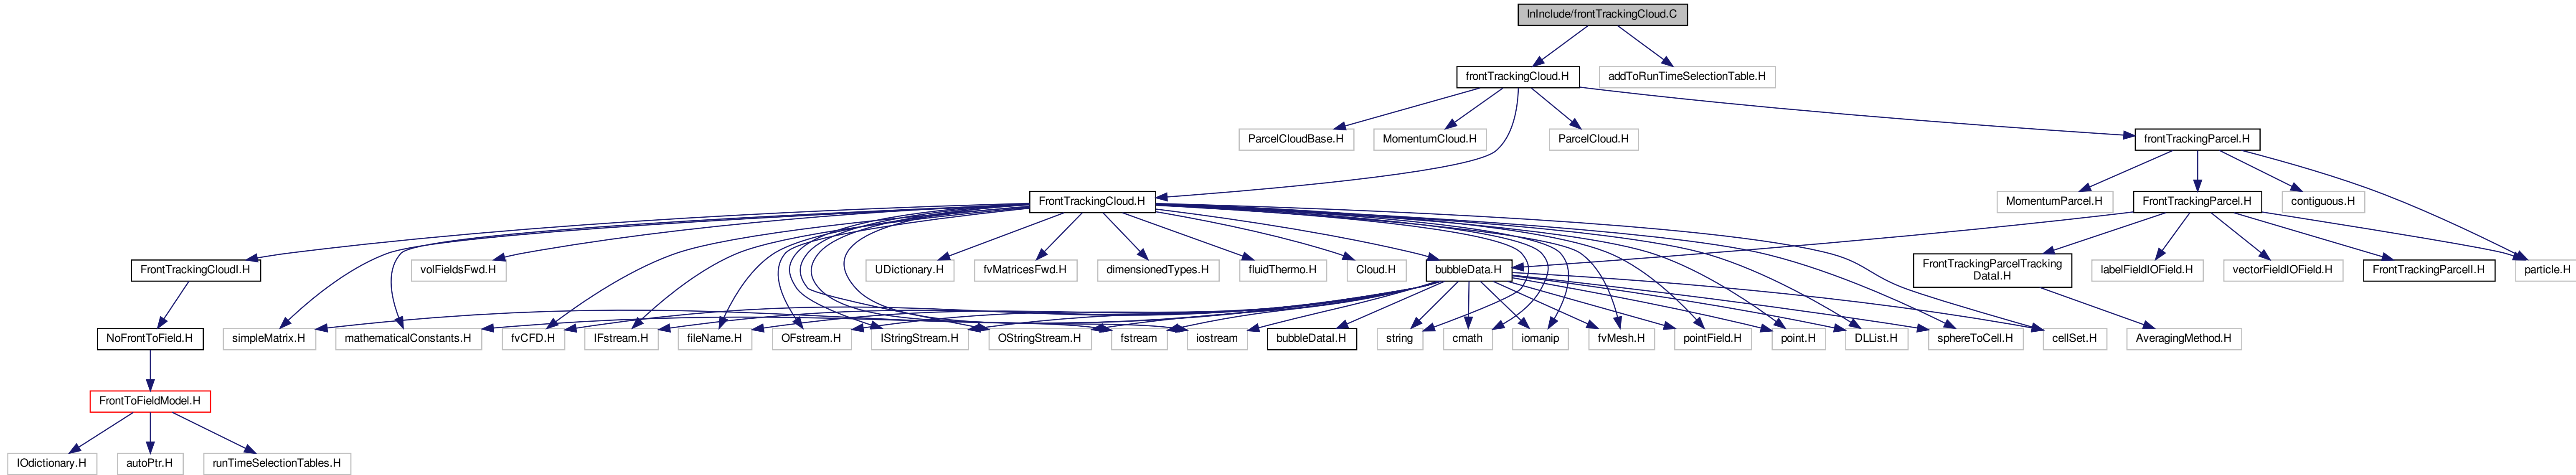 lnInclude/frontTrackingCloud.C
frontTrackingCloud.H
addToRunTimeSelectionTable.H
ParcelCloudBase.H
MomentumCloud.H
ParcelCloud.H
frontTrackingParcel.H
FrontTrackingCloud.H
MomentumParcel.H
FrontTrackingParcel.H
contiguous.H
FrontTrackingCloudI.H
volFieldsFwd.H
UDictionary.H
fvMatricesFwd.H
dimensionedTypes.H
fluidThermo.H
Cloud.H
bubbleData.H
FrontTrackingParcelTracking
DataI.H
labelFieldIOField.H
vectorFieldIOField.H
FrontTrackingParcelI.H
particle.H
NoFrontToField.H
simpleMatrix.H
mathematicalConstants.H
fvCFD.H
IFstream.H
fileName.H
OFstream.H
IStringStream.H
OStringStream.H
fstream
iostream
bubbleDataI.H
string
cmath
iomanip
fvMesh.H
pointField.H
point.H
DLList.H
sphereToCell.H
cellSet.H
AveragingMethod.H
FrontToFieldModel.H
IOdictionary.H
autoPtr.H
runTimeSelectionTables.H